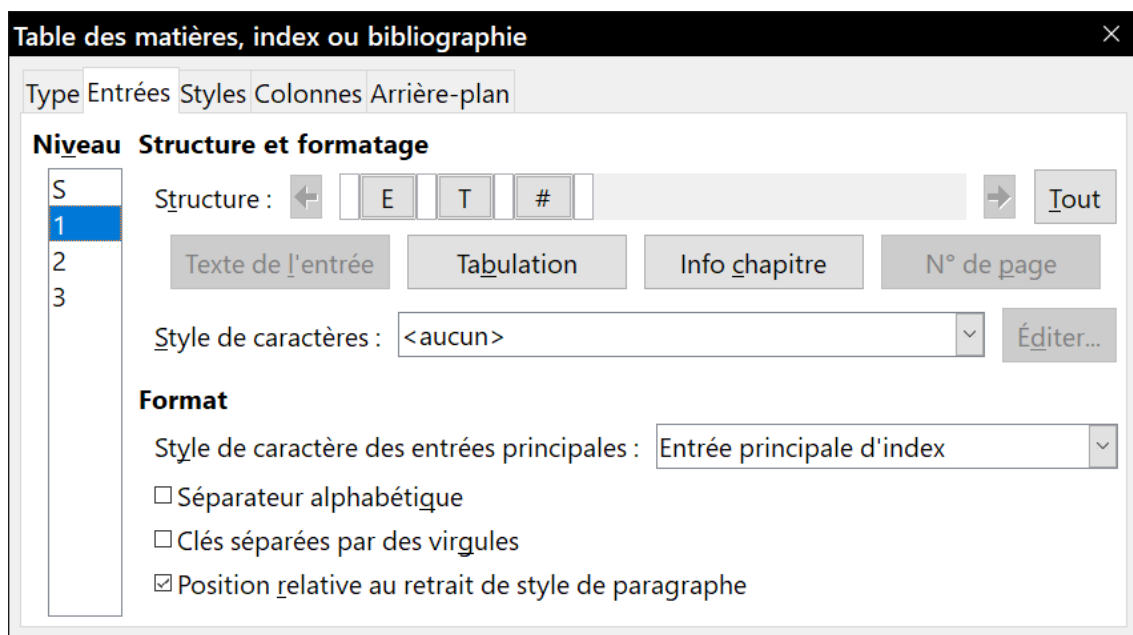 Table des matières, index ou bibliographie
Type Entrées Styles Colonnes Arrière-plan
Niveau Structure et formatage
S
Structure : E T # Tout
1
2
Texte de l'entrée Tabulation Info chapitre N° de page
3
Style de caractères : <aucun> Éditer...
Format
Style de caractère des entrées principales : Entrée principale d'index
Séparateur alphabétique
Clés séparées par des virgules
Position relative au retrait de style de paragraphe